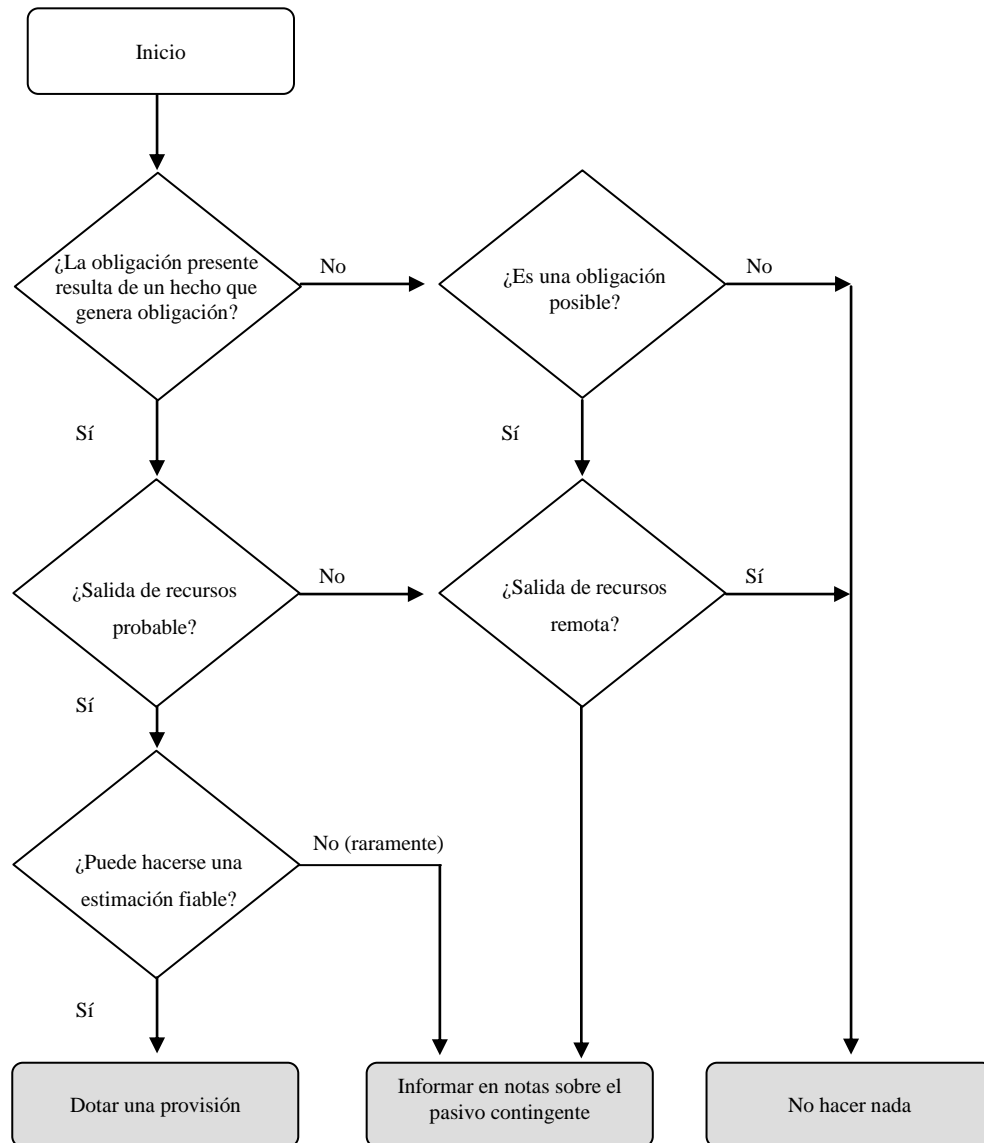 Inicio
¿La obligación presente
resulta de un hecho que
genera obligación?
No
¿Es una obligación
posible?
No
Sí
Sí
¿Salida de recursos
probable?
No
¿Salida de recursos
remota?
Sí
Sí
¿Puede hacerse una
estimación fiable?
No (raramente)
Sí
Dotar una provisión
Informar en notas sobre el
pasivo contingente
No hacer nada